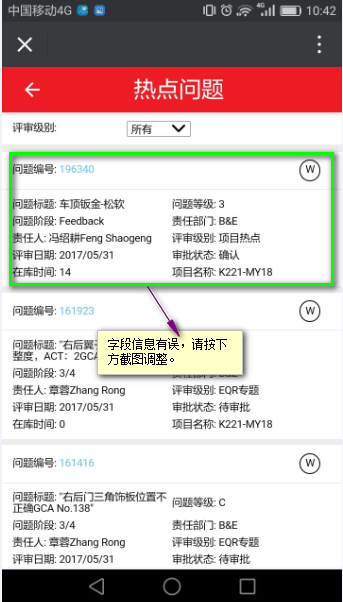 中国移动4G 4G 10:42
热点问题
评审级别: 所有
问题编号: 196340 W
问题标题: 车顶钣金-松软 问题等级: 3
问题阶段: Feedback 责任部门: B&E
责任人: 冯绍耕Feng Shaogeng 评审级别: 项目热点
评审日期: 2017/05/31 审批状态: 确认
在库时间: 14 项目名称: K221-MY18
问题编号: 161923 W
问题标题: "右后翼子
整度，ACT：2GCA
字段信息有误，请按下
方截图调整。
问题阶段: 3/4
责任人: 章蓉Zhang Rong 评审级别: EQR专题
评审日期: 2017/05/31 审批状态: 待审批
在库时间: 0 项目名称: K221-MY18
问题编号: 161416 W
问题标题: "右后门三角饰板位置不
正确GCA No.138" 问题等级: C
问题阶段: 3/4 责任部门: B&E
责任人: 章蓉Zhang Rong 评审级别: EQR专题
评审日期: 2017/05/31 审批状态: 待审批